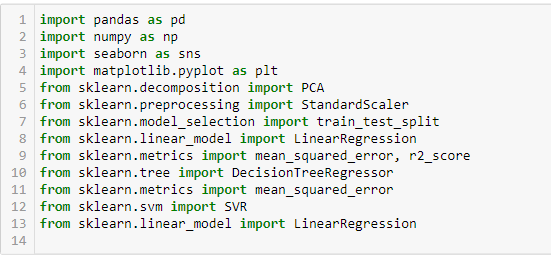 1 import pandas as pd
2 import numpy as np
3 import seaborn as sns
4 import matplotlib.pyplot as plt
5 from sklearn.decomposition import PCA
6 from sklearn.preprocessing import StandardScaler
7 from sklearn.model_selection import train_test_split
8 from sklearn.linear_model import LinearRegression
9 from sklearn.metrics import mean_squared_error, r2_score
10 from sklearn.tree import DecisionTreeRegressor
11 from sklearn.metrics import mean_squared_error
12 from sklearn.svm import SVR
13 from sklearn.linear_model import LinearRegression
14